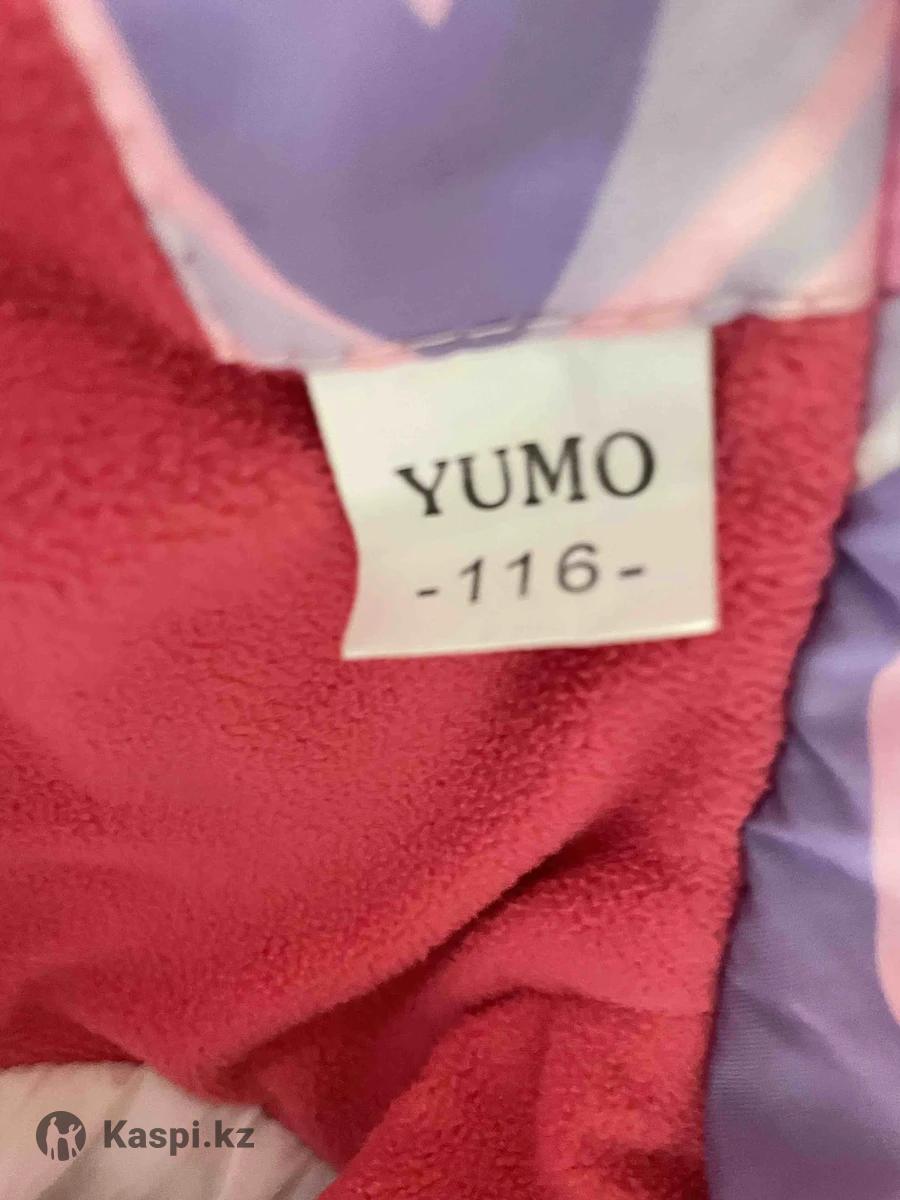 YUMO
-116-
Kaspi.kz